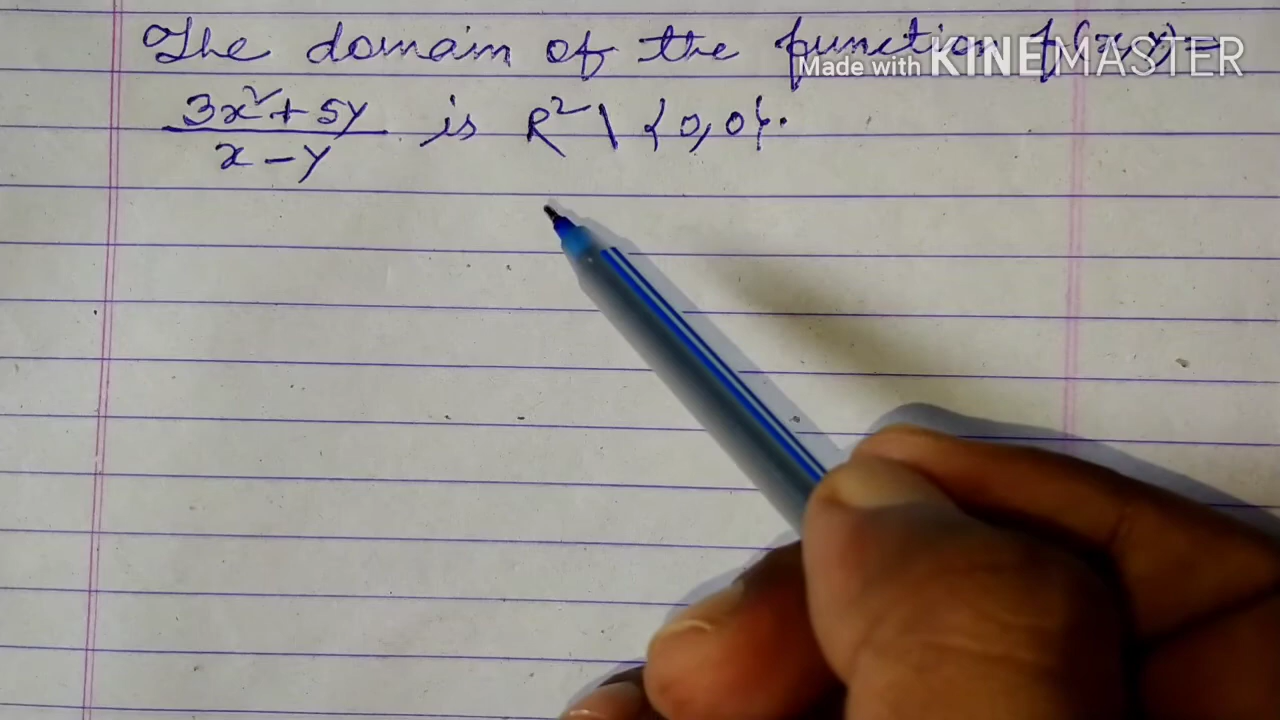 The domain of the function f(x,y) =
Made with KINEMASTER
3x²+5y
x-y
is R² \ {0,0}.